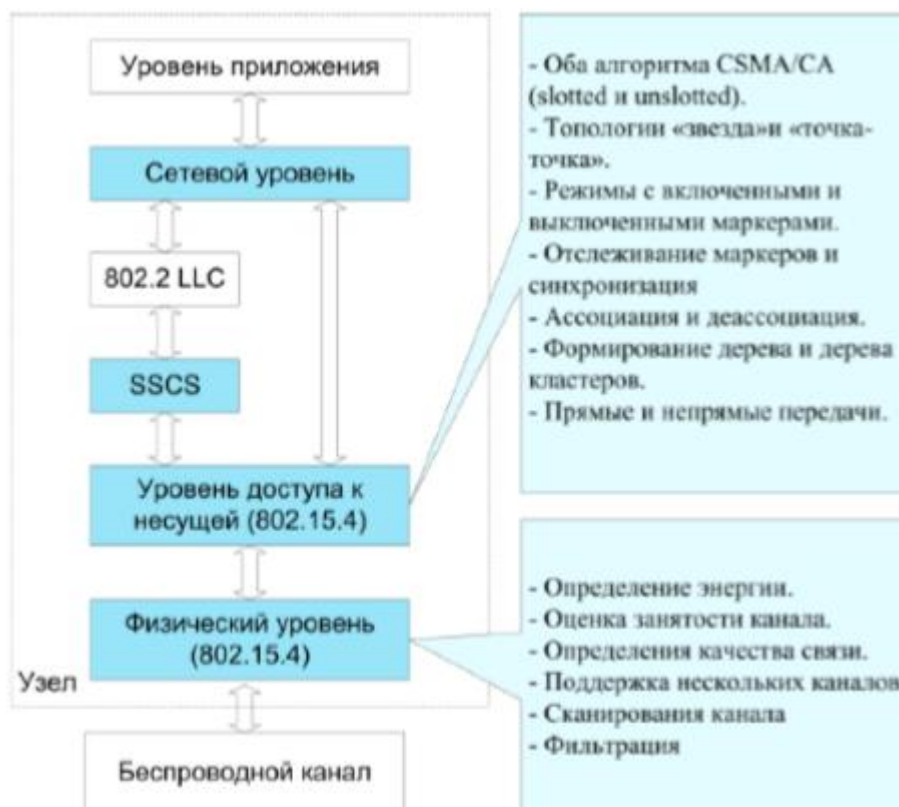 Уровень приложения
Сетевой уровень
802.2 LLC
SSCS
Уровень доступа к
несущей (802.15.4)
Физический уровень
(802.15.4)
Узел
Беспроводной канал
- Оба алгоритма CSMA/CA
(slotted и unslotted).
- Топологии «звезда»и «точка-
точка».
- Режимы с включенными и
выключенными маркерами.
- Отслеживание маркеров и
синхронизация
- Ассоциация и деассоциация.
- Формирование дерева и дерева
кластеров.
- Прямые и непрямые передачи.
- Определение энергии.
- Оценка занятости канала.
- Определения качества связи.
- Поддержка нескольких каналов
- Сканирования канала
- Фильтрация